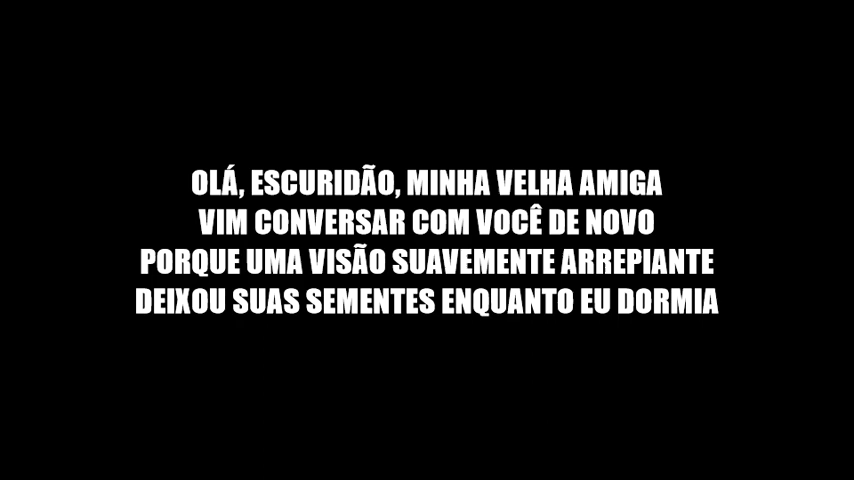 OLÁ, ESCURIDÃO, MINHA VELHA AMIGA
VIM CONVERSAR COM VOCÊ DE NOVO
PORQUE UMA VISÃO SUAVEMENTE ARREPIANTE
DEIXOU SUAS SEMENTES ENQUANTO EU DORMIA